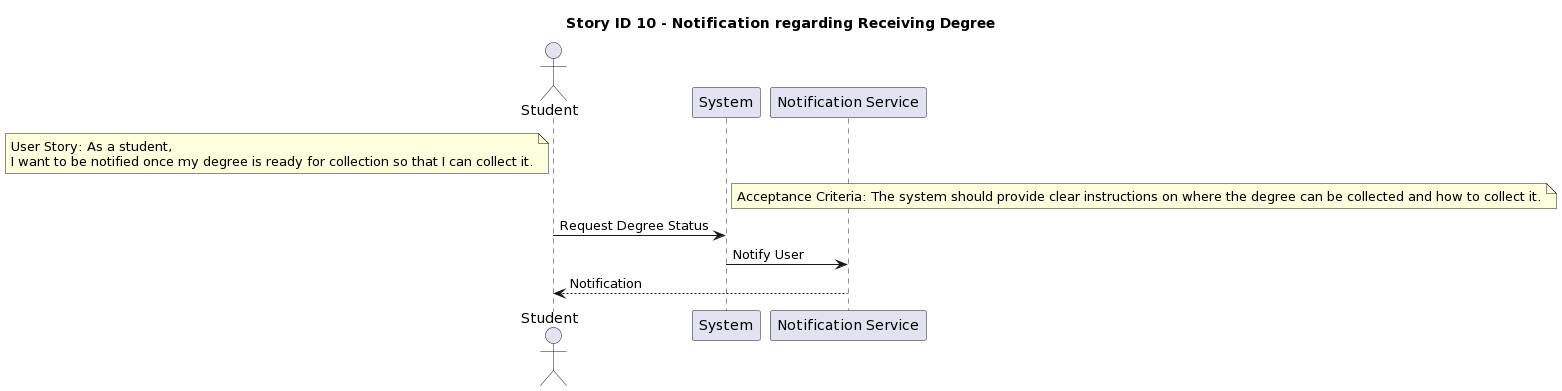 Story ID 10 - Notification regarding Receiving Degree
Student
System
Notification Service
User Story: As a student,
I want to be notified once my degree is ready for collection so that I can collect it.
Acceptance Criteria: The system should provide clear instructions on where the degree can be collected and how to collect it.
Request Degree Status
Notify User
Notification
Student
System
Notification Service